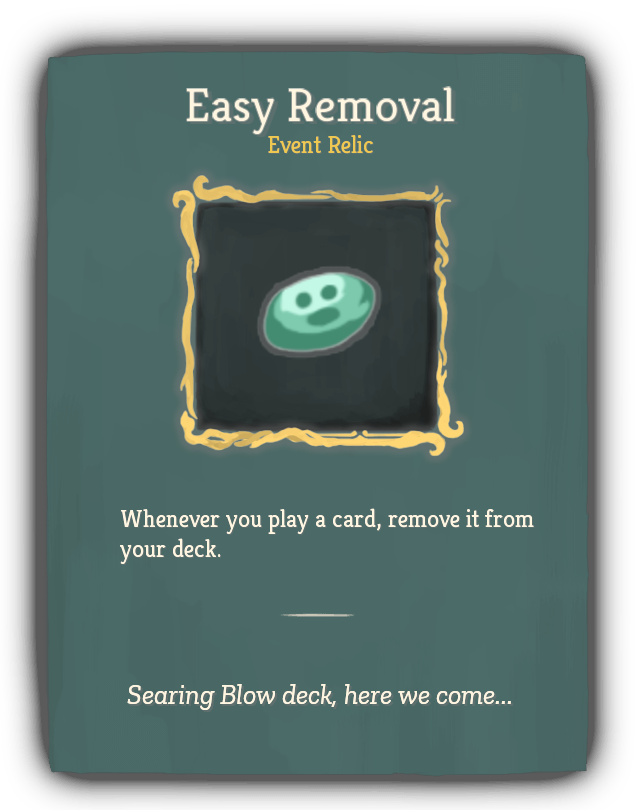 Easy Removal
Event Relic
Whenever you play a card, remove it from
your deck.
Searing Blow deck, here we come...